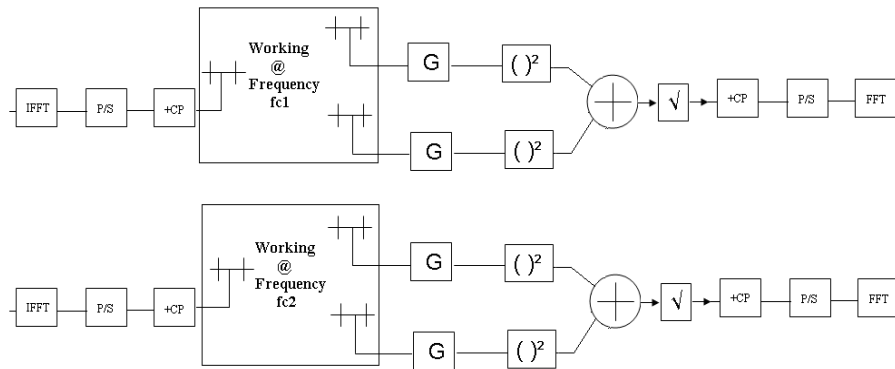 Working
@
Frequency
fc1
IFFT
P/S
+CP
G
( )²
G
( )²
√
+CP
P/S
FFT
Working
@
Frequency
fc2
IFFT
P/S
+CP
G
( )²
G
( )²
√
+CP
P/S
FFT